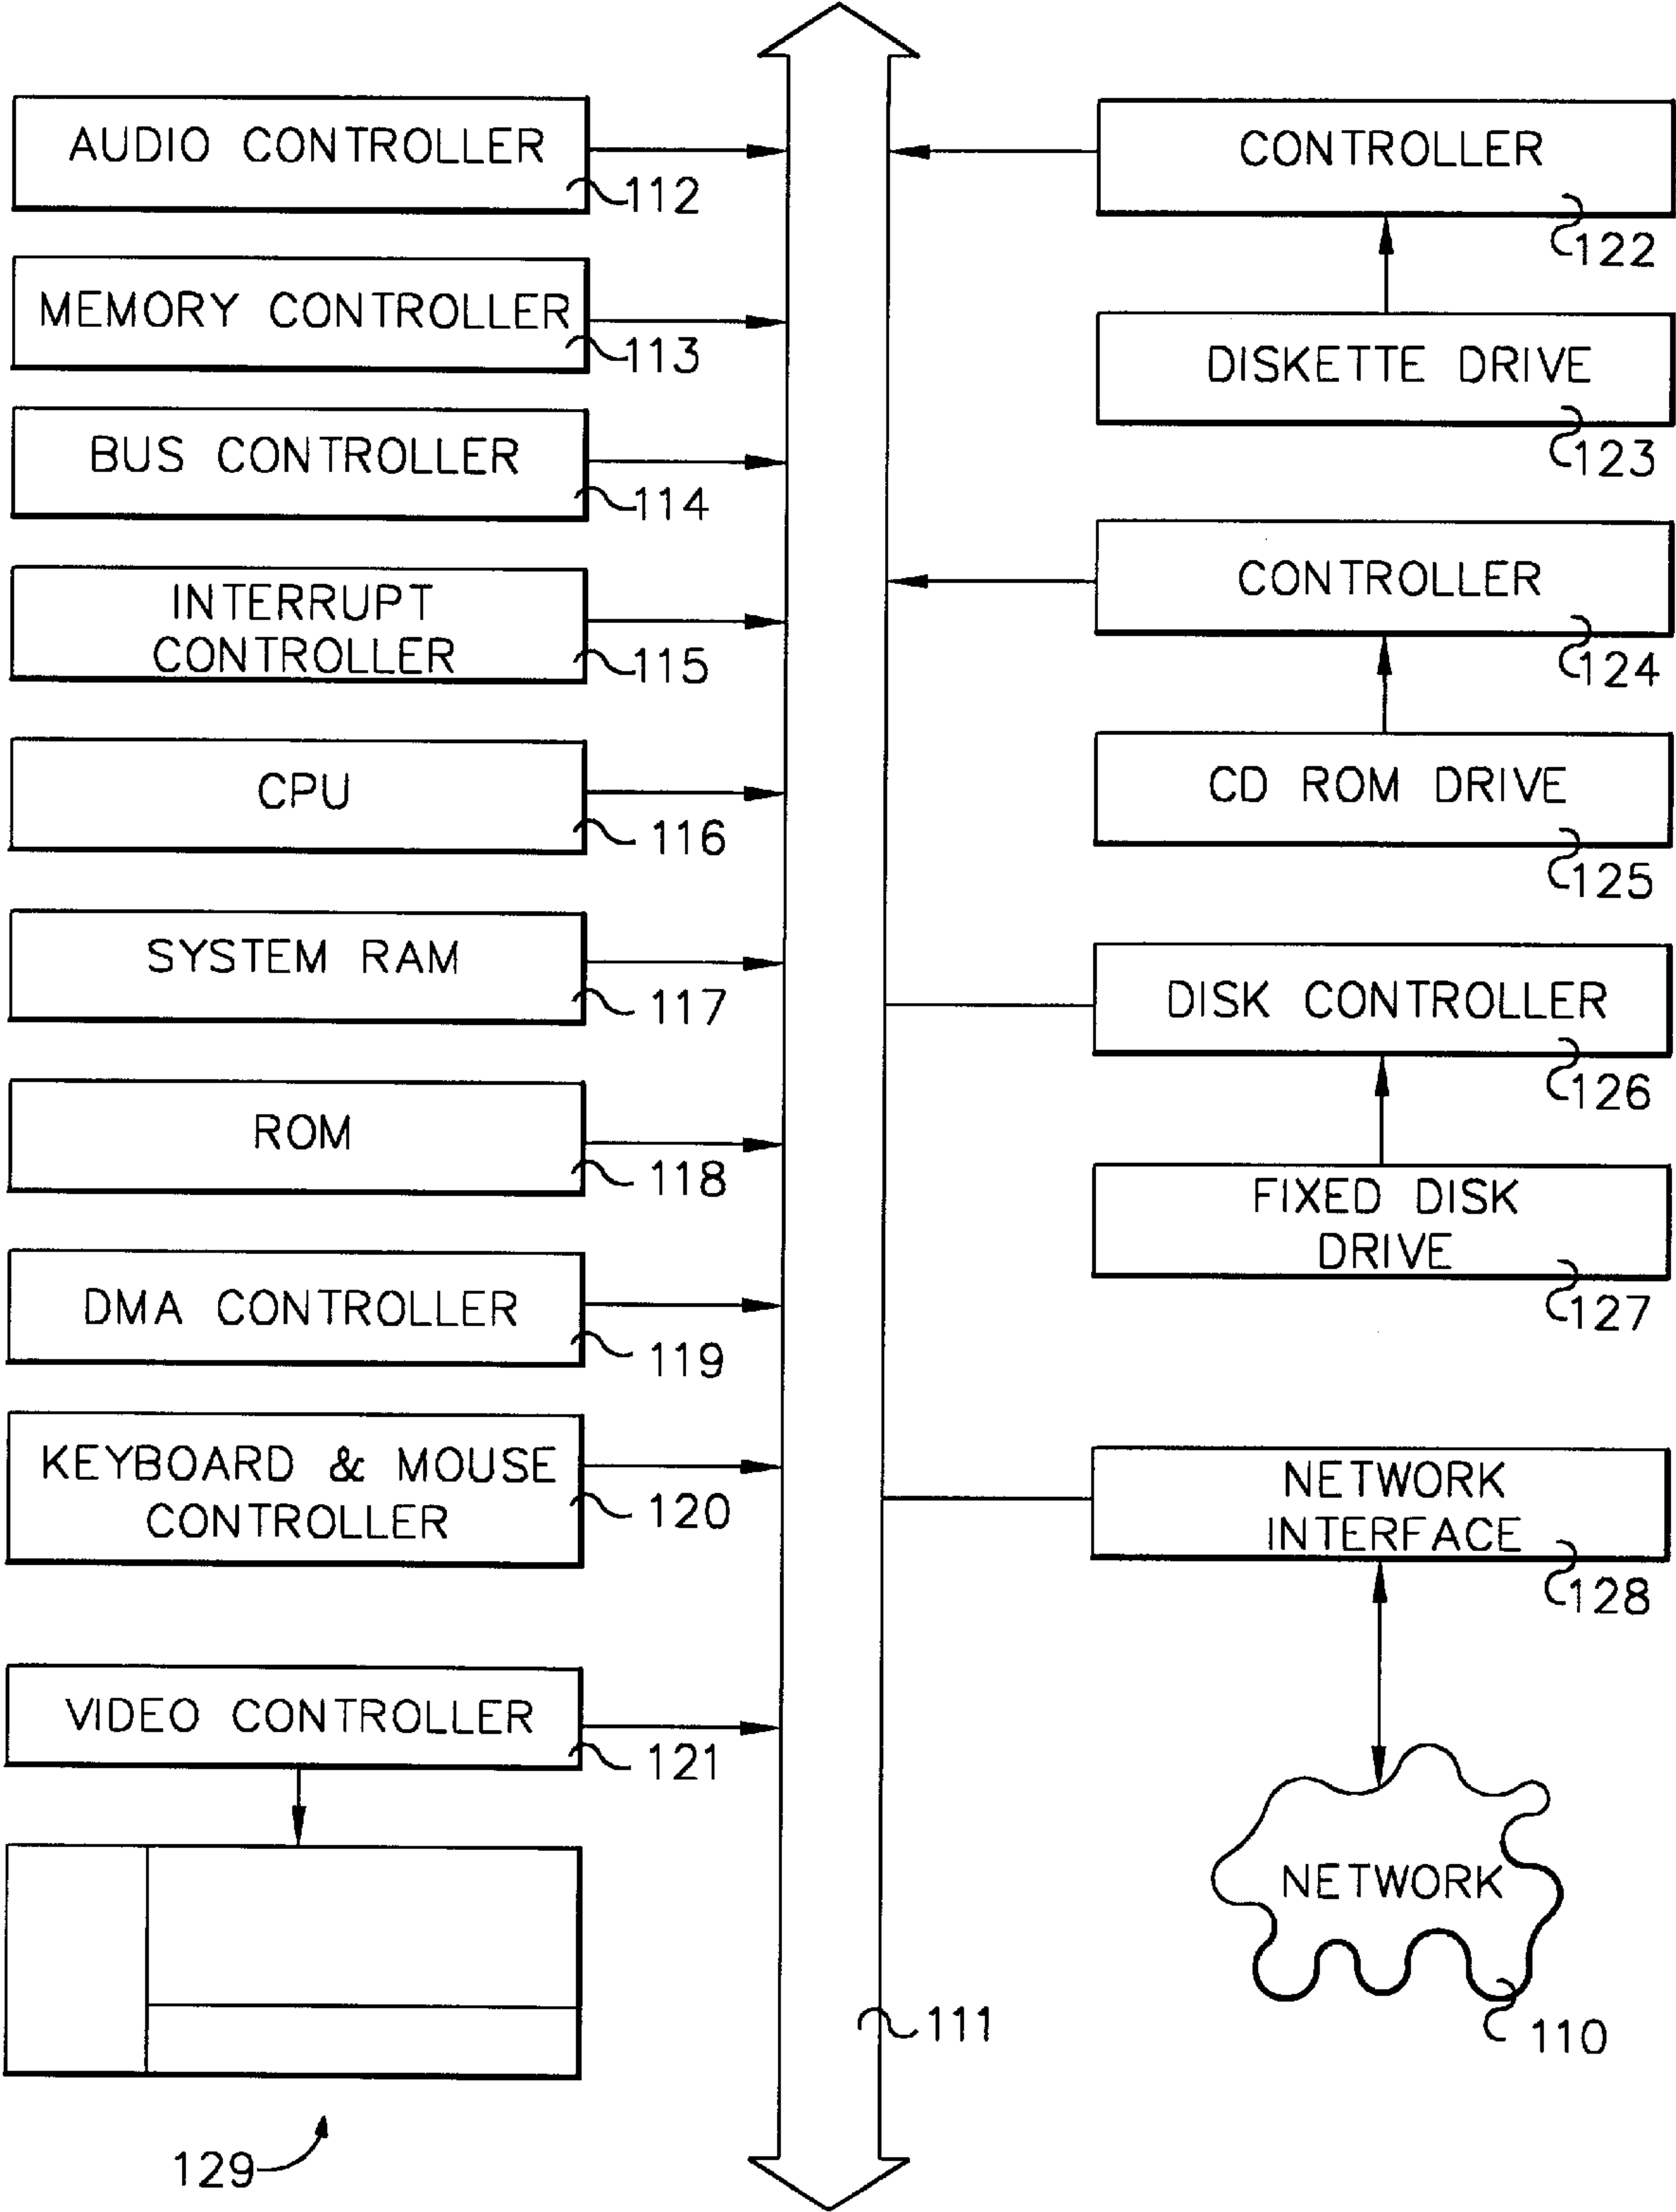 AUDIO CONTROLLER
112
MEMORY CONTROLLER
113
BUS CONTROLLER
114
INTERRUPT
CONTROLLER
115
CPU
116
SYSTEM RAM
117
ROM
118
DMA CONTROLLER
119
KEYBOARD & MOUSE
CONTROLLER
120
VIDEO CONTROLLER
121
129
111
CONTROLLER
122
DISKETTE DRIVE
123
CONTROLLER
124
CD ROM DRIVE
125
DISK CONTROLLER
126
FIXED DISK
DRIVE
127
NETWORK
INTERFACE
128
NETWORK
110